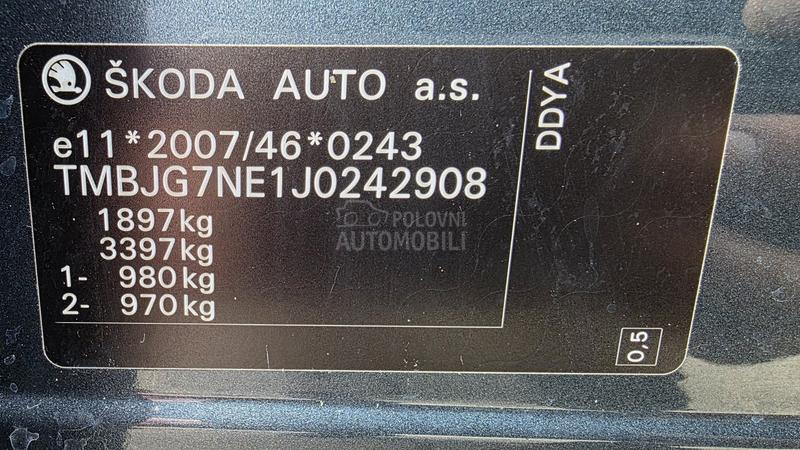 ŠKODA AUTO a.s.
e11*2007/46*0243
TMBJG7NE1J0242908
1897kg
3397kg
1- 980kg
2- 970kg
DDYA
0,5
POLOVNI
AUTOMOBILI